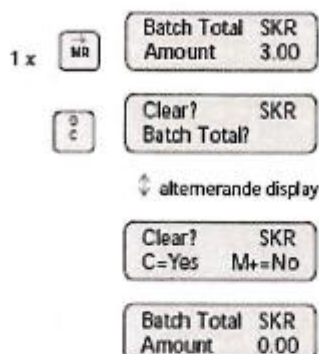 Batch Total SKR
1 x MR Amount 3.00
Clear? SKR
C Batch Total?
alternerande display
Clear? SKR
C=Yes M+=No
Batch Total SKR
Amount 0.00